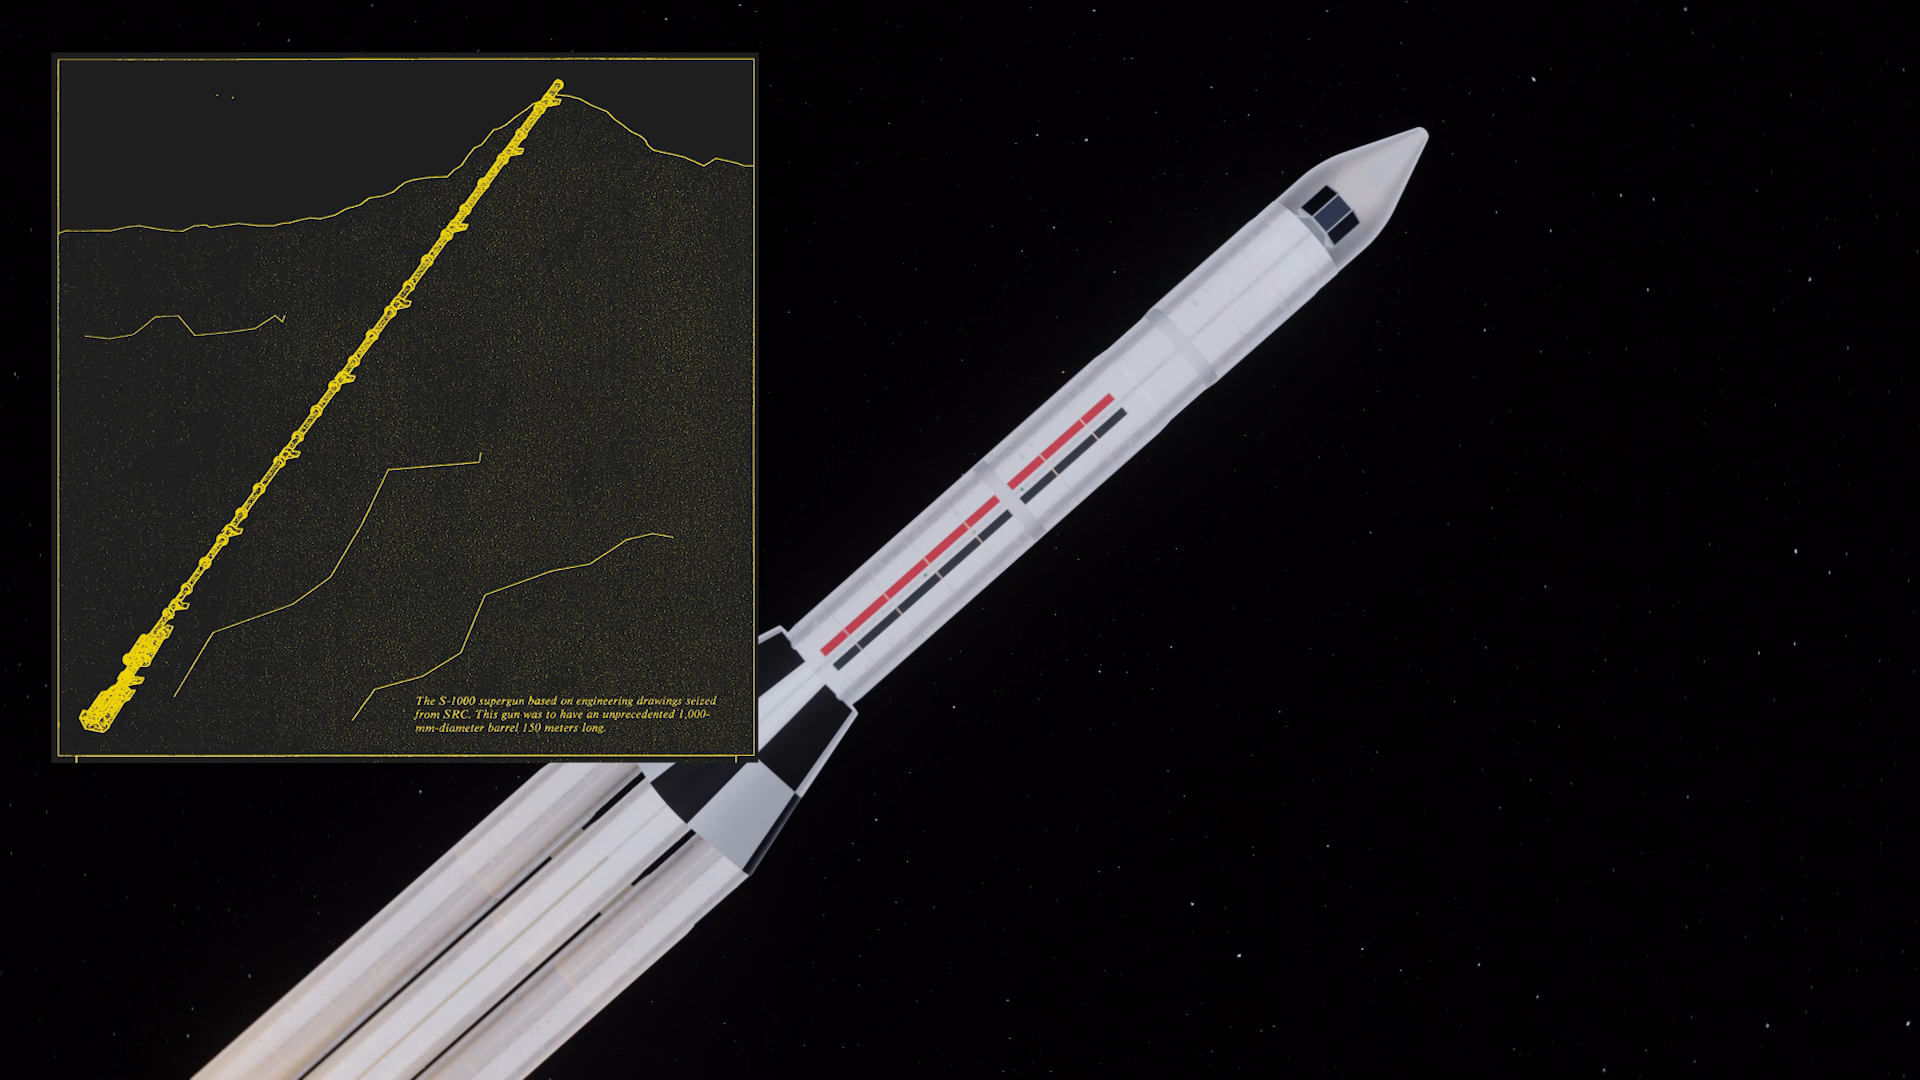 The S-1000 supergun based on engineering drawings seized
from SRC. This gun was to have an unprecedented 1,000-
mm-diameter barrel 150 meters long.